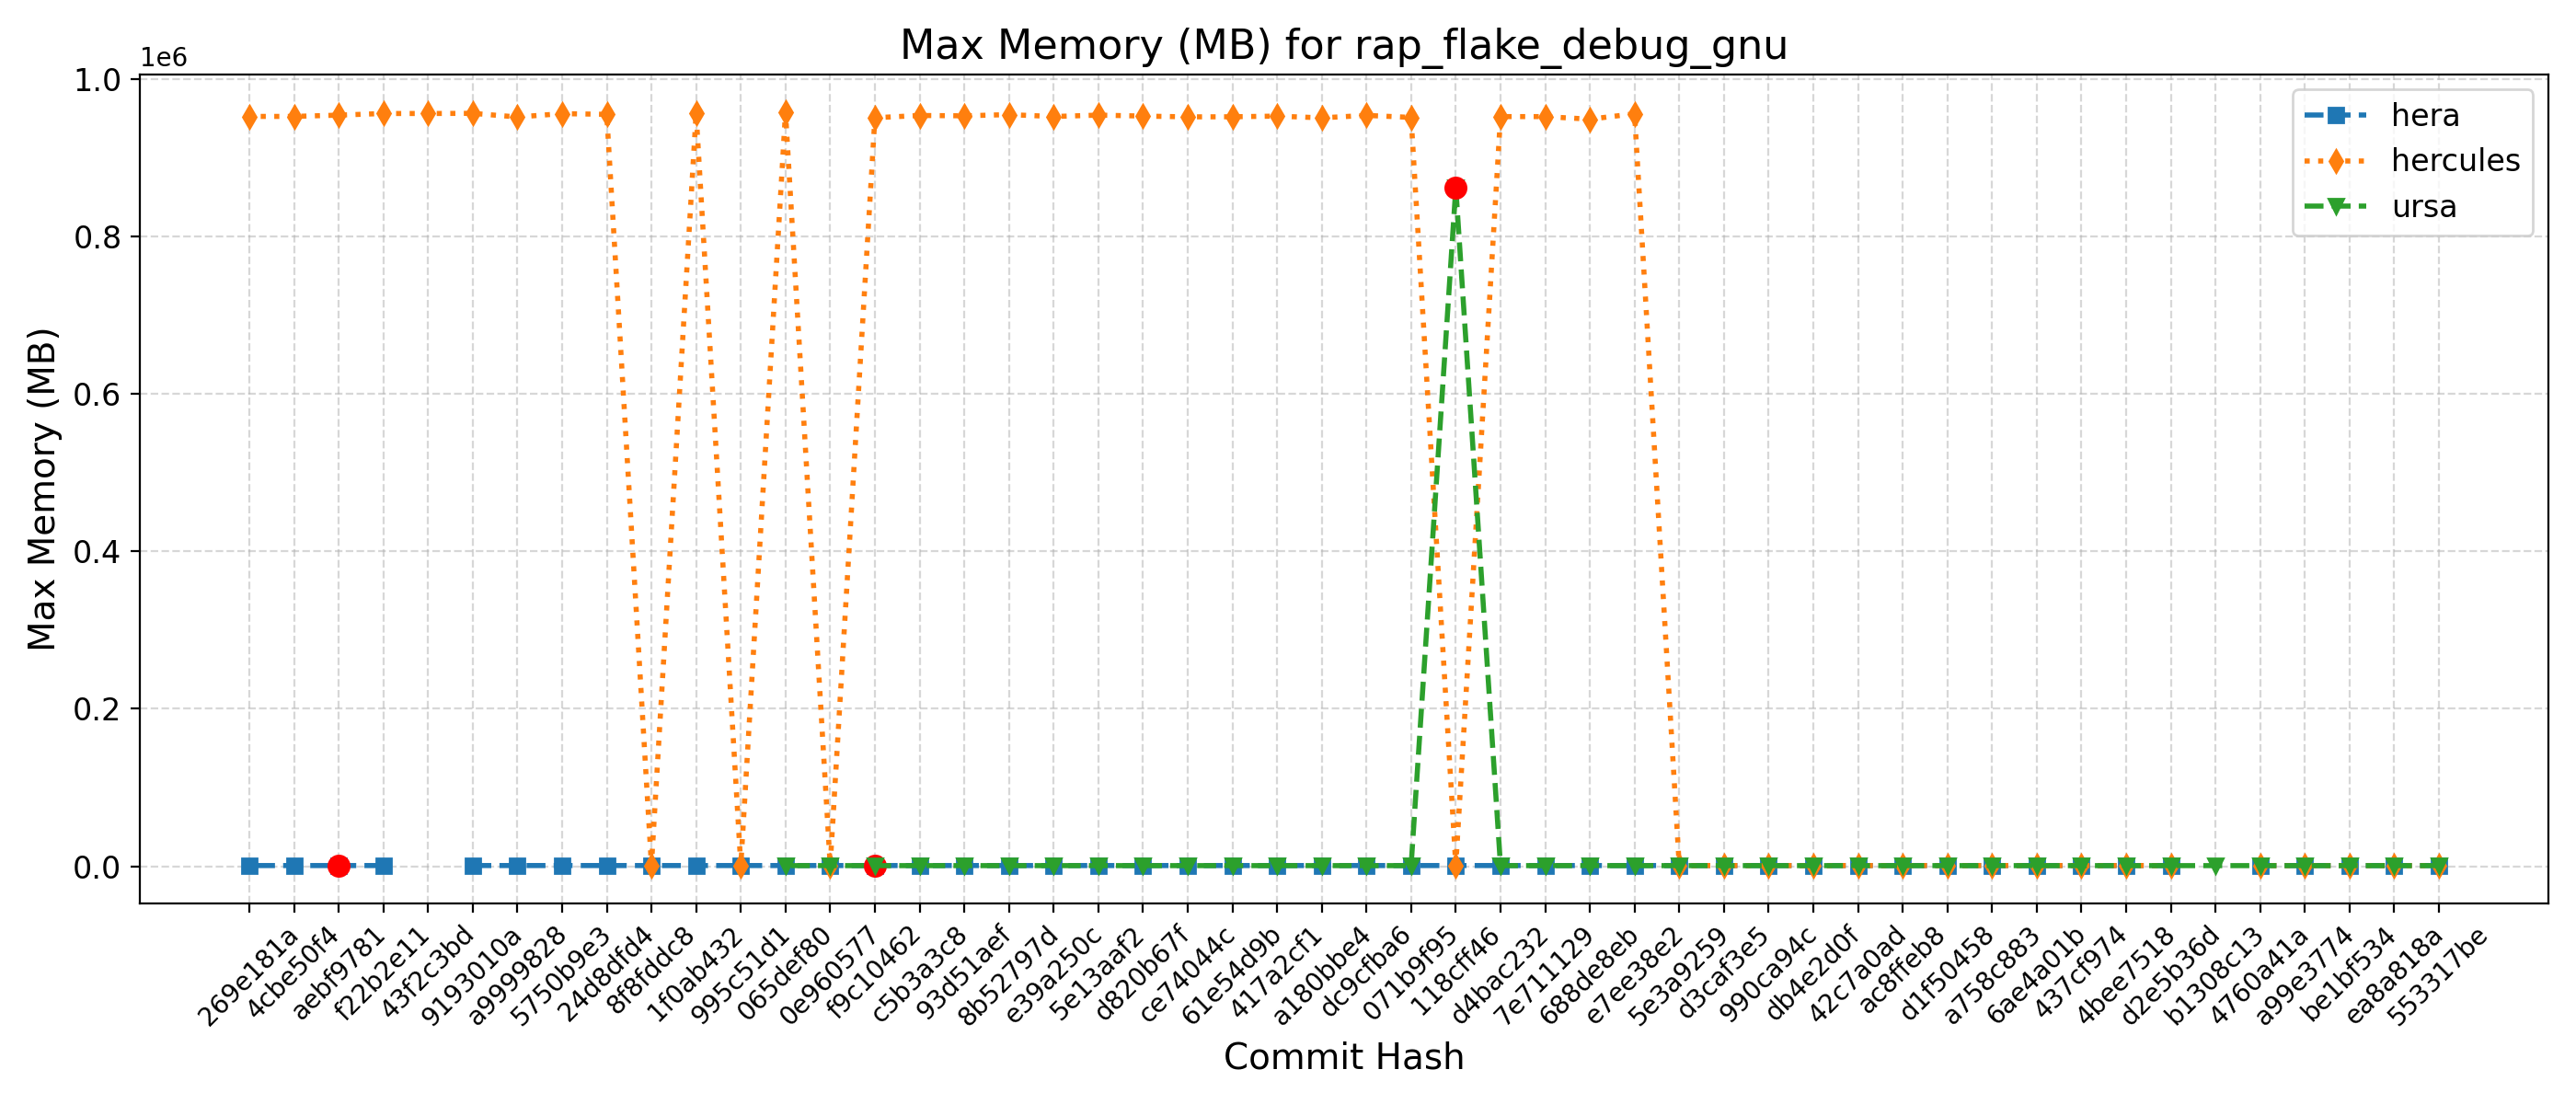 Max Memory (MB) for rap_flake_debug_gnu
1e6
1.0
0.8
0.6
0.4
0.2
0.0
Max Memory (MB)
hera
hercules
ursa
269e181a
4cbe50f4
aebf9781
f22b2e11
43f2c3bd
9193010a
a9999828
5750b9e3
24d8dfd4
8f8fddc8
1f0ab432
995c51d1
065def80
0e960577
f9c10462
c5b3a3c8
93d51aef
8b52797d
e39a250c
5e13aaf2
d820b67f
ce74044c
61e54d9b
417a2cf1
a180bbe4
dc9cfba6
071b9f95
118cff46
d4bac232
7e711129
688de8eb
e7ee38e2
5e3a9259
d3caf3e5
990ca94c
db4e2d0f
42c7a0ad
ac8ffeb8
d1f50458
a758c883
6ae4a01b
437cf974
4bee7518
d2e5b36d
b1308c13
4760a41a
a99e3774
be1bf534
ea8a818a
553317be
Commit Hash